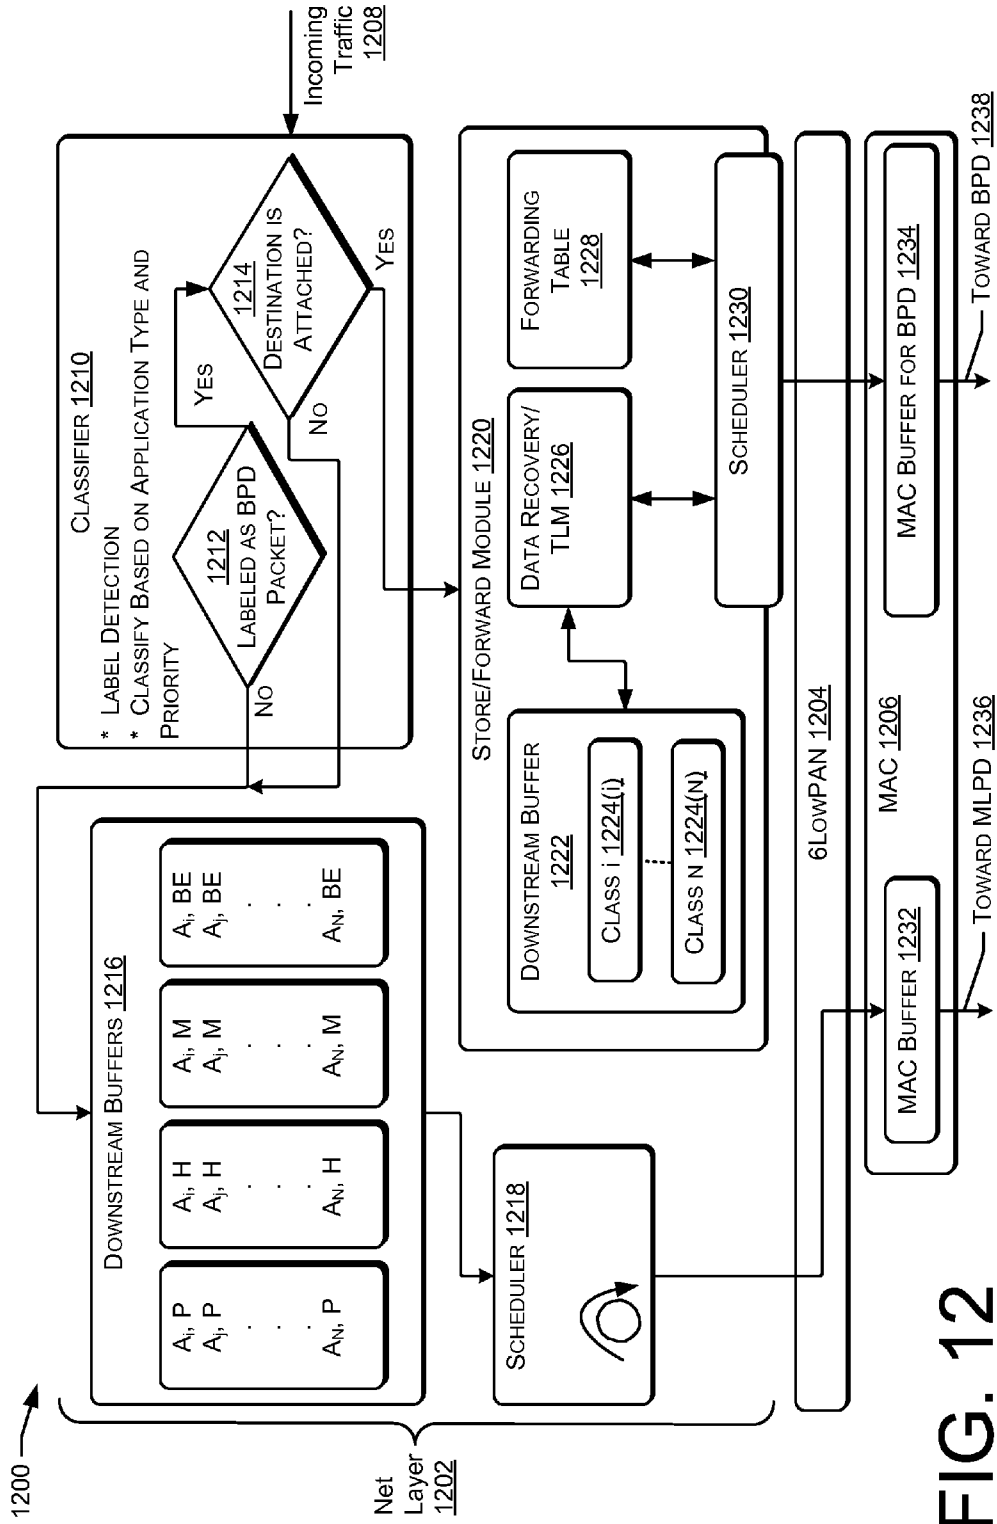 1200
Net
Layer
1202
DOWNSTREAM BUFFERS 1216
Ai, P
Aj, P
.
.
.
AN, P
Ai, H
Aj, H
.
.
.
AN, H
Ai, M
Aj, M
.
.
.
AN, M
Ai, BE
Aj, BE
.
.
.
AN, BE
CLASSIFIER 1210
* LABEL DETECTION
* CLASSIFY BASED ON APPLICATION TYPE AND
PRIORITY
1212
LABELED AS BPD
PACKET?
NO
YES
1214
DESTINATION IS
ATTACHED?
NO
YES
Incoming
Traffic
1208
SCHEDULER 1218
STORE/FORWARD MODULE 1220
DOWNSTREAM BUFFER
1222
CLASS i 1224(i)
CLASS N 1224(N)
DATA RECOVERY/
TLM 1226
FORWARDING
TABLE
1228
SCHEDULER 1230
6LOWPAN 1204
MAC 1206
MAC BUFFER 1232
MAC BUFFER FOR BPD 1234
TOWARD MLPD 1236
TOWARD BPD 1238
FIG. 12